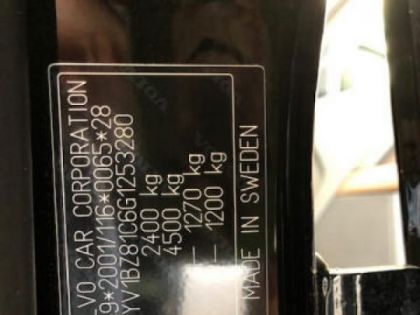 VO CAR CORPORATION
9*2001/116*0065*28
YV1BZ81C6G1253280
2400 kg
4500 kg
1270 kg
1200 kg
MADE IN SWEDEN